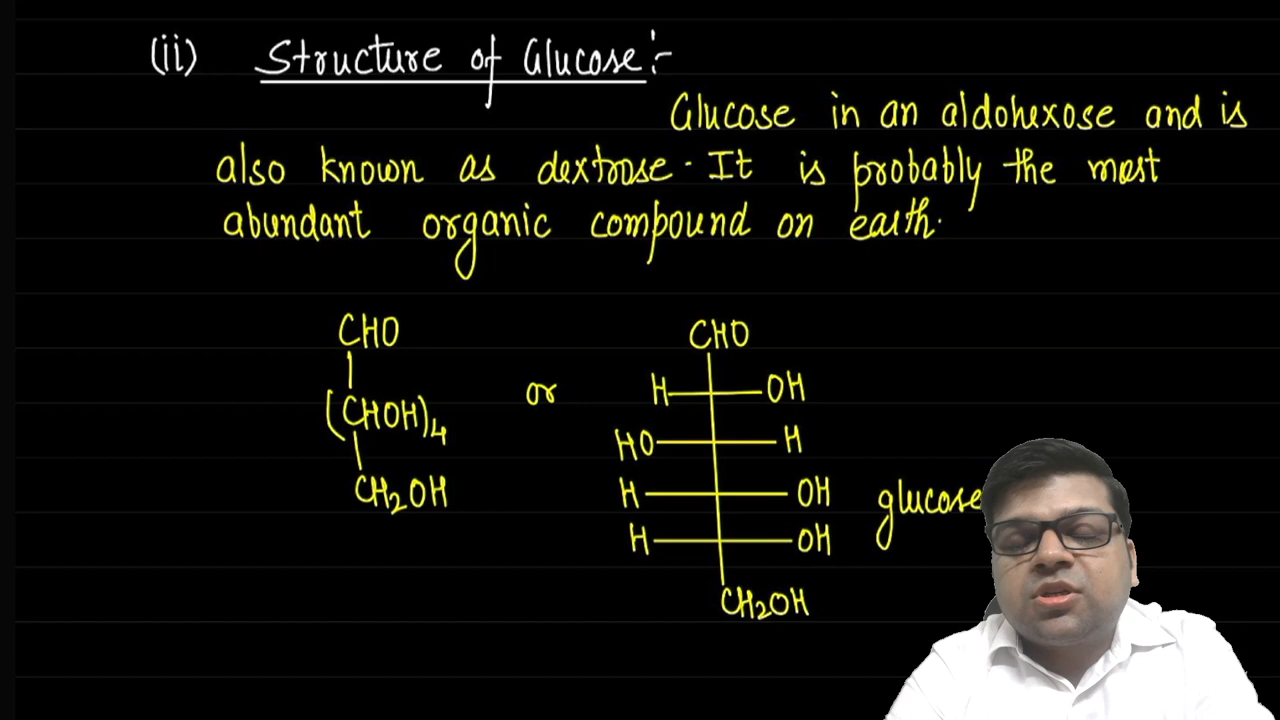 (ii) Structure of Glucose:-
Glucose in an aldohexose and is
also known as dextrose. It is probably the most
abundant organic compound on earth.
CHO
(CHOH)4
CH2OH
or
CHO
H OH
HO H
H OH
H OH
CH2OH
glucose